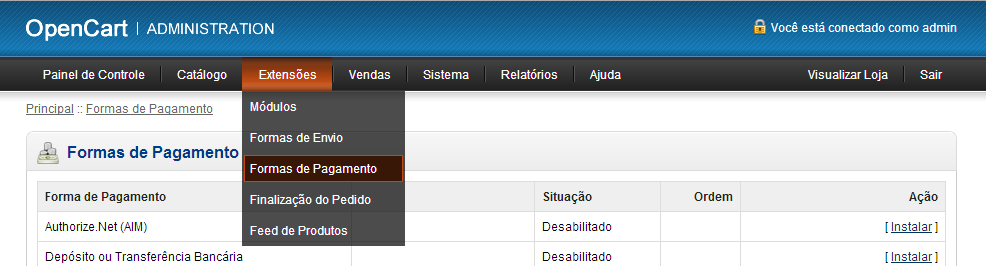 OpenCart | ADMINISTRATION
Você está conectado como admin
Painel de Controle Catálogo Extensões Vendas Sistema Relatórios Ajuda Visualizar Loja Sair
Principal :: Formas de Pagamento
Módulos
Formas de Envio
Formas de Pagamento
Finalização do Pedido
Feed de Produtos
Formas de Pagamento
Forma de Pagamento Situação Ordem Ação
Authorize.Net (AIM) Desabilitado [ Instalar ]
Depósito ou Transferência Bancária Desabilitado [ Instalar ]